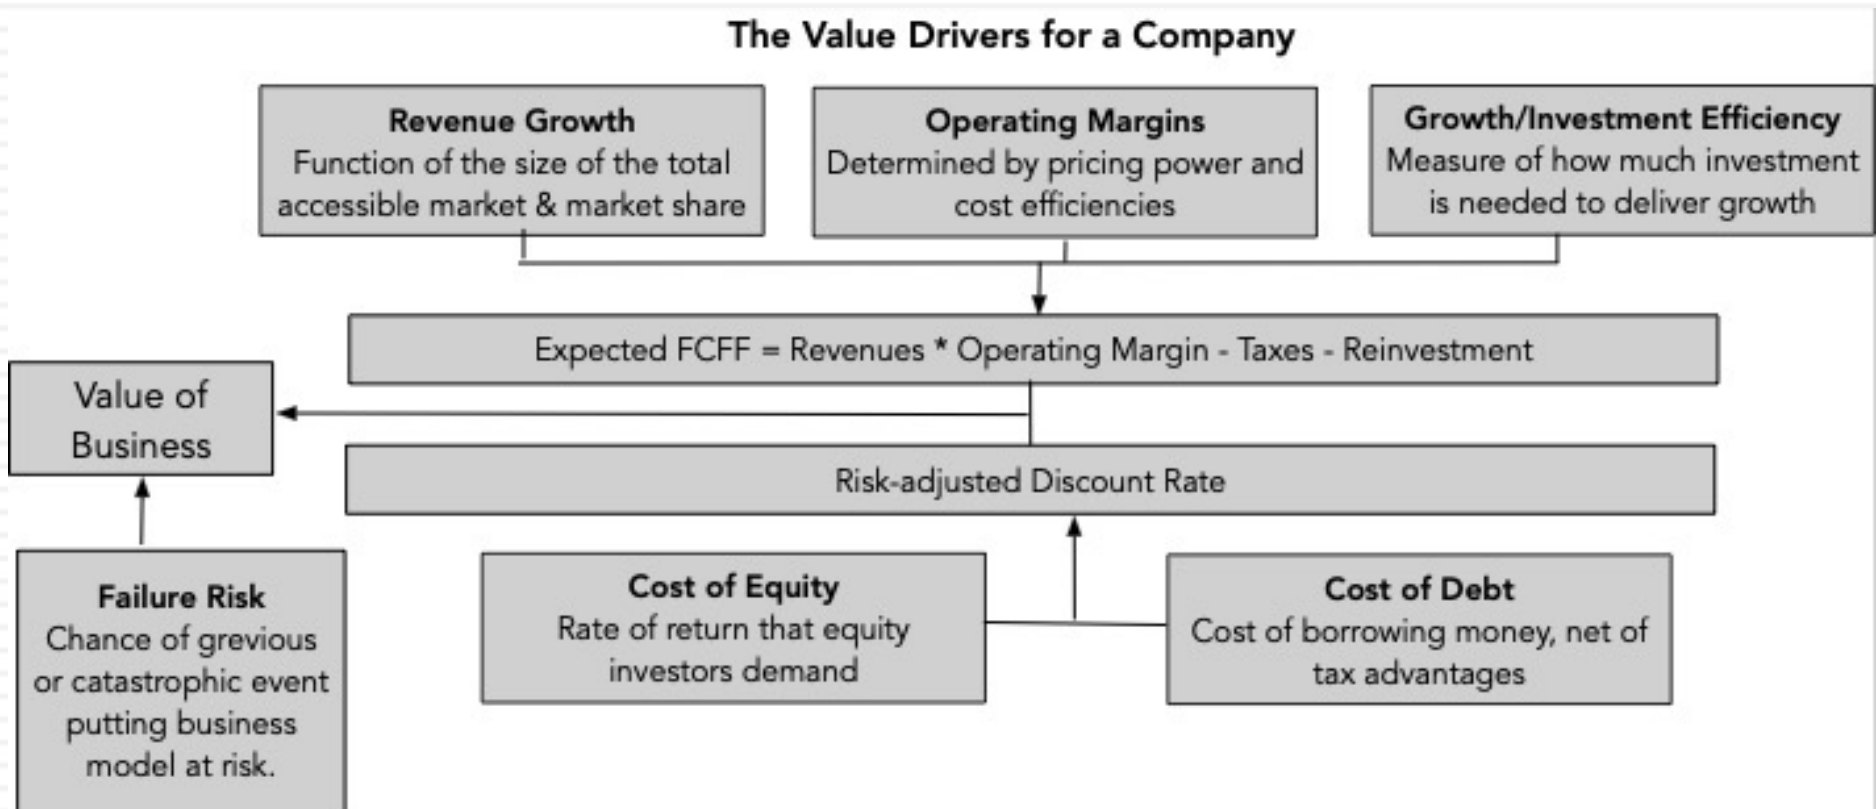 The Value Drivers for a Company
Revenue Growth
Function of the size of the total
accessible market & market share
Operating Margins
Determined by pricing power and
cost efficiencies
Growth/Investment Efficiency
Measure of how much investment
is needed to deliver growth
Expected FCFF = Revenues * Operating Margin - Taxes - Reinvestment
Value of
Business
Risk-adjusted Discount Rate
Failure Risk
Chance of grevious
or catastrophic event
putting business
model at risk.
Cost of Equity
Rate of return that equity
investors demand
Cost of Debt
Cost of borrowing money, net of
tax advantages